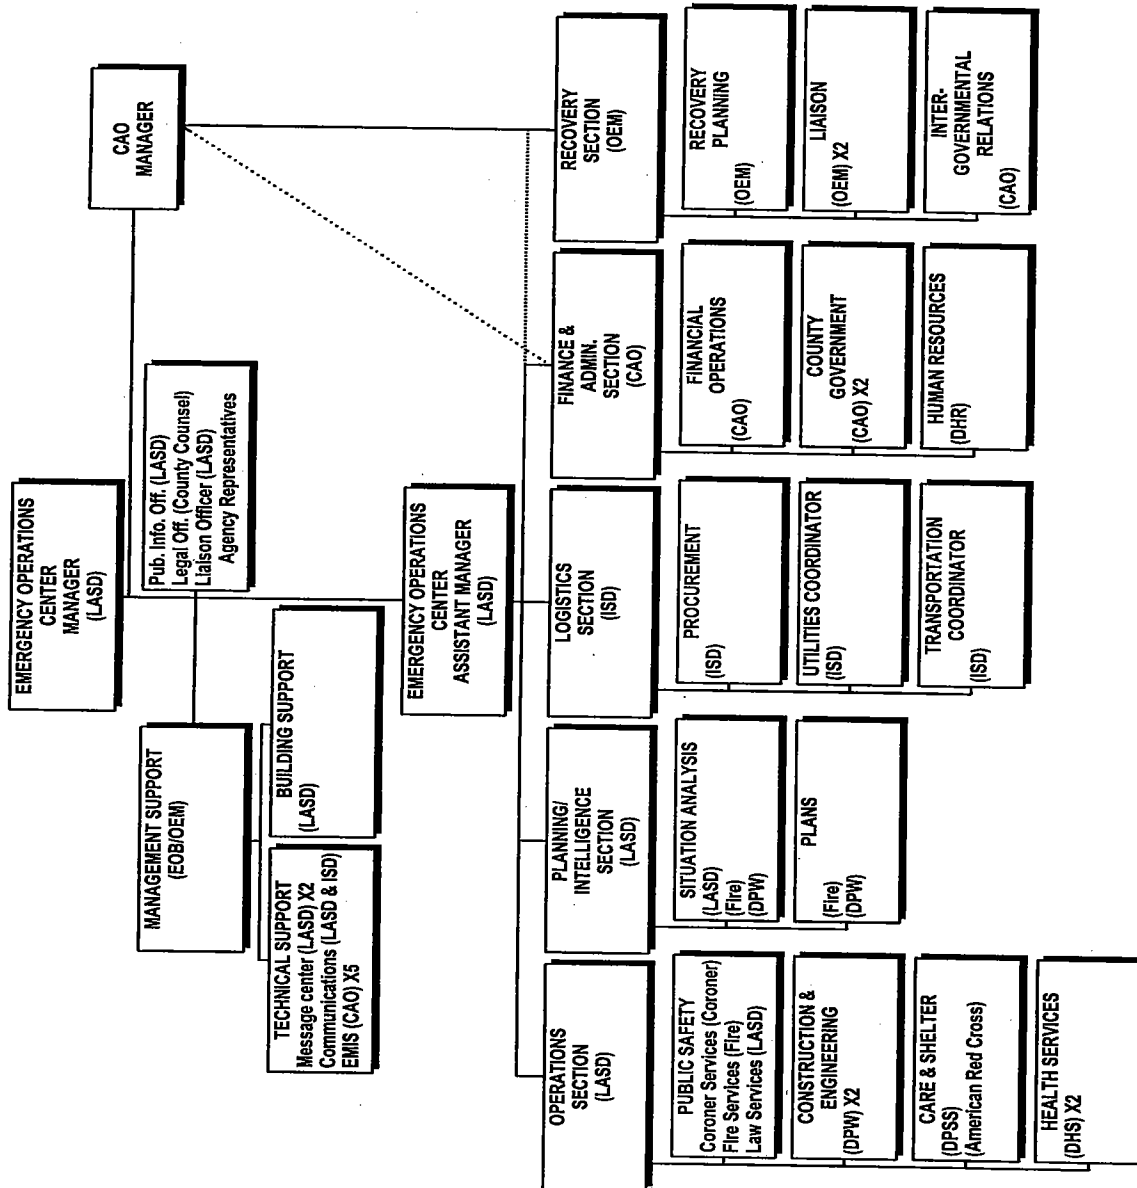 EMERGENCY OPERATIONS
CENTER
MANAGER
(LASD)
CAO
MANAGER
Pub. Info. Off. (LASD)
Legal Off. (County Counsel)
Liaison Officer (LASD)
Agency Representatives
MANAGEMENT SUPPORT
(EOB/OEM)
TECHNICAL SUPPORT
Message center (LASD) X2
Communications (LASD & ISD)
EMIS (CAO) X5
BUILDING SUPPORT
(LASD)
EMERGENCY OPERATIONS
CENTER
ASSISTANT MANAGER
(LASD)
OPERATIONS
SECTION
(LASD)
PUBLIC SAFETY
Coroner Services (Coroner)
Fire Services (Fire)
Law Services (LASD)
CONSTRUCTION &
ENGINEERING
(DPW) X2
CARE & SHELTER
(DPSS)
(American Red Cross)
HEALTH SERVICES
(DHS) X2
PLANNING/
INTELLIGENCE
SECTION
(LASD)
SITUATION ANALYSIS
(LASD)
(Fire)
(DPW)
PLANS
(Fire)
(DPW)
LOGISTICS
SECTION
(ISD)
PROCUREMENT
(ISD)
UTILITIES COORDINATOR
(ISD)
TRANSPORTATION
COORDINATOR
(ISD)
FINANCE &
ADMIN.
SECTION
(CAO)
FINANCIAL
OPERATIONS
(CAO)
COUNTY
GOVERNMENT
(CAO) X2
HUMAN RESOURCES
(DHR)
RECOVERY
SECTION
(OEM)
RECOVERY
PLANNING
(OEM)
LIAISON
(OEM) X2
INTER-
GOVERNMENTAL
RELATIONS
(CAO)